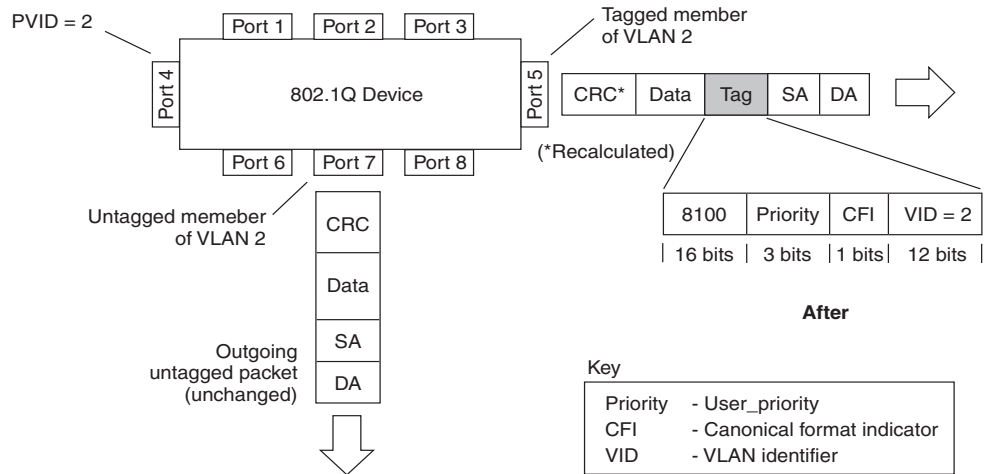 PVID = 2
Port 1
Port 2
Port 3
Tagged member
of VLAN 2
Port 4
802.1Q Device
Port 5
CRC*
Data
Tag
SA
DA
(*Recalculated)
Port 6
Port 7
Port 8
Untagged memeber
of VLAN 2
CRC
Data
SA
DA
8100
Priority
CFI
VID = 2
16 bits
3 bits
1 bits
12 bits
After
Outgoing
untagged packet
(unchanged)
Key
Priority - User_priority
CFI - Canonical format indicator
VID - VLAN identifier